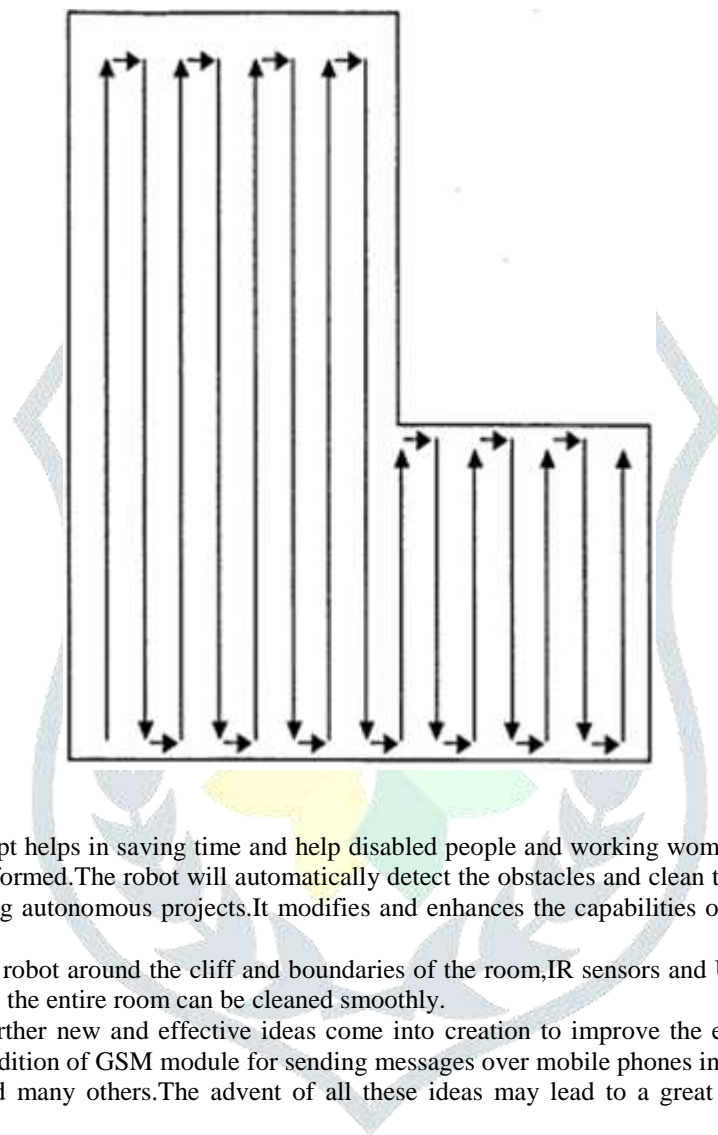 pt helps in saving time and help disabled people and working wom
formed.The robot will automatically detect the obstacles and clean t
g autonomous projects.It modifies and enhances the capabilities o
robot around the cliff and boundaries of the room,IR sensors and U
the entire room can be cleaned smoothly.
rther new and effective ideas come into creation to improve the e
dition of GSM module for sending messages over mobile phones in
d many others.The advent of all these ideas may lead to a great